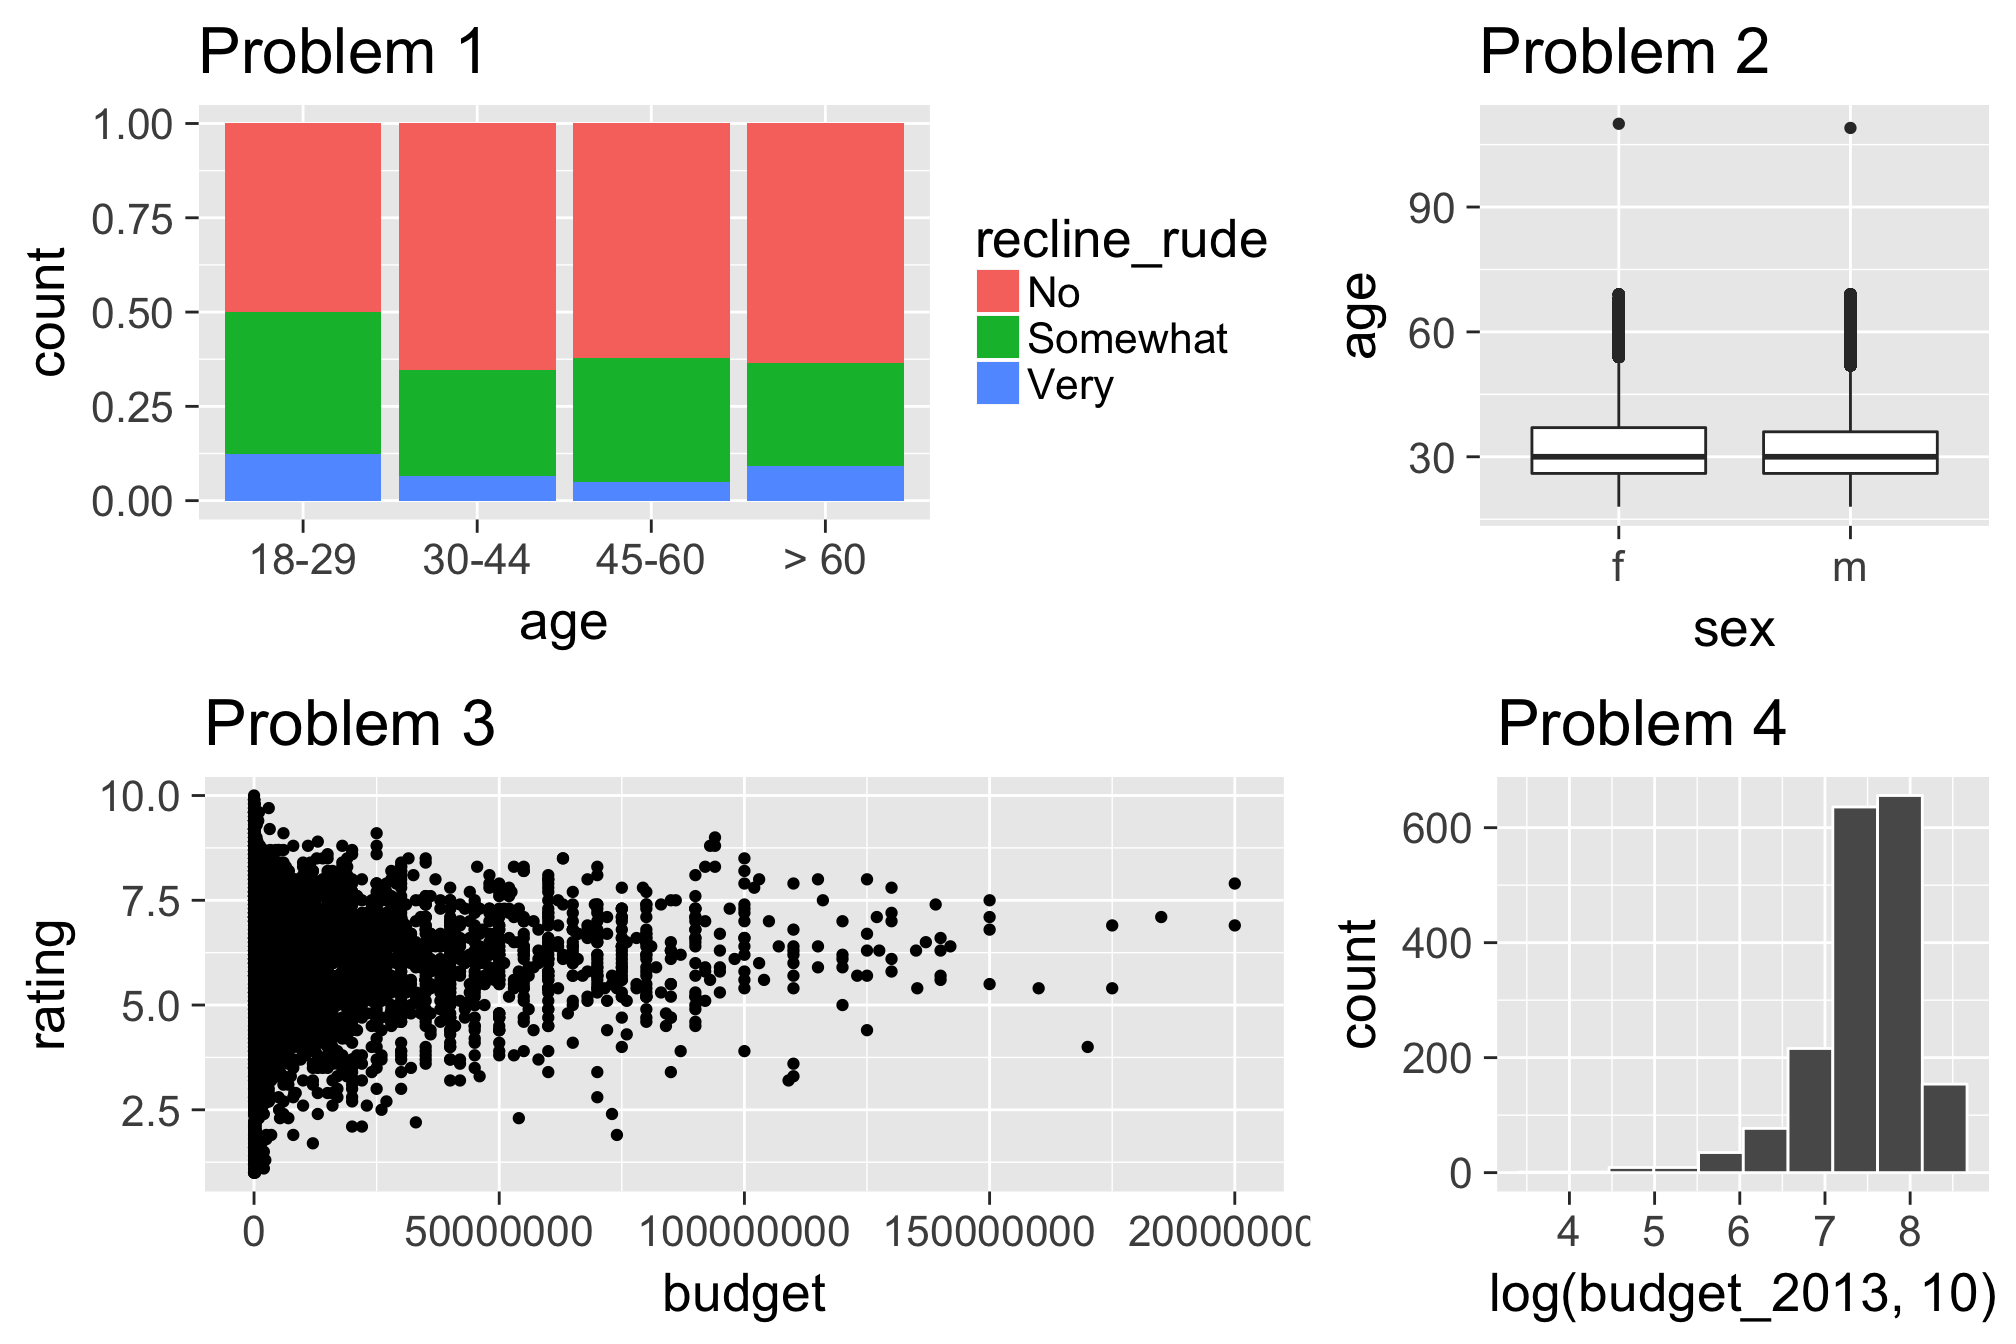 Problem 1
1.00
0.75
0.50
0.25
0.00
count
18-29 30-44 45-60 > 60
age
recline_rude
No
Somewhat
Very
Problem 2
90
60
30
age
f m
sex
Problem 3
10.0
7.5
5.0
2.5
rating
0 50000000 100000000 150000000 20000000
budget
Problem 4
600
400
200
0
count
4 5 6 7 8
log(budget_2013, 10)